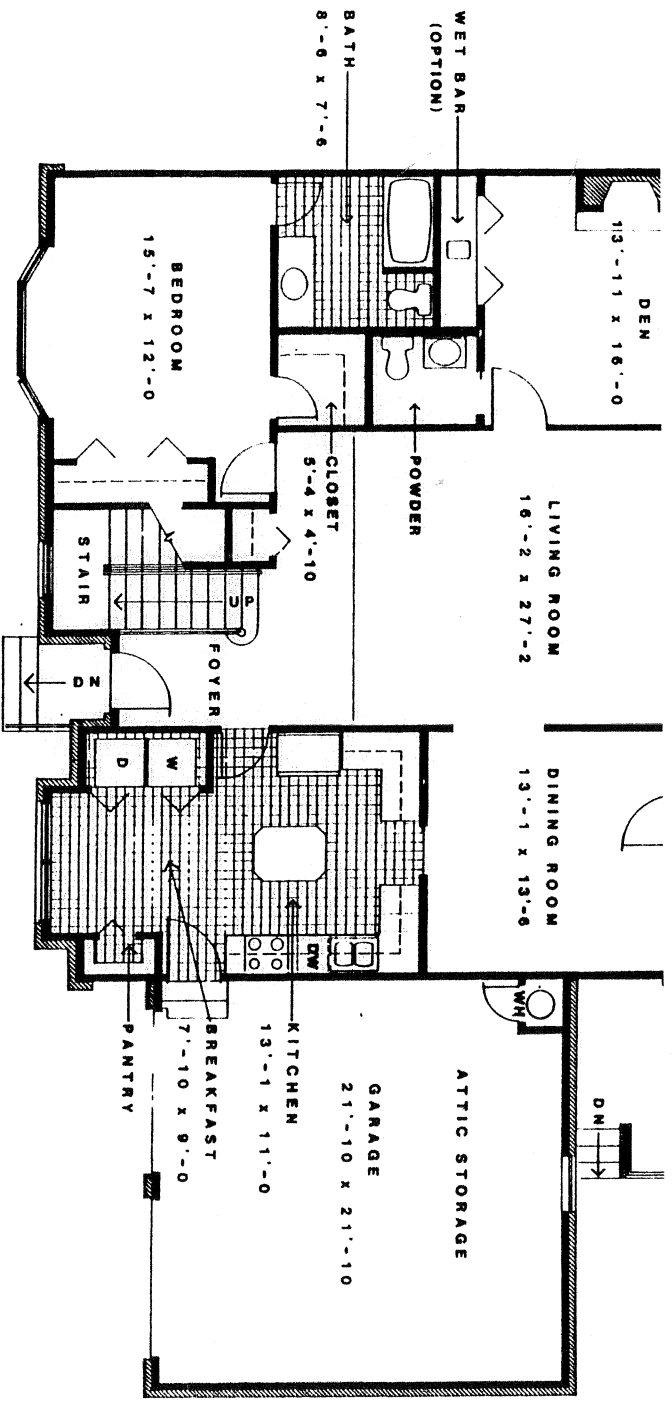 DEN
13'-11 x 16'-0
WET BAR
(OPTION)
BATH
8'-6 x 7'-6
BEDROOM
15'-7 x 12'-0
POWDER
CLOSET
5'-4 x 4'-10
LIVING ROOM
16'-2 x 27'-2
STAIR
UP
DN
FOYER
DINING ROOM
13'-1 x 13'-6
W
D
DW
WH
KITCHEN
13'-1 x 11'-0
BREAKFAST
7'-10 x 9'-0
PANTRY
ATTIC STORAGE
GARAGE
21'-10 x 21'-10
DN